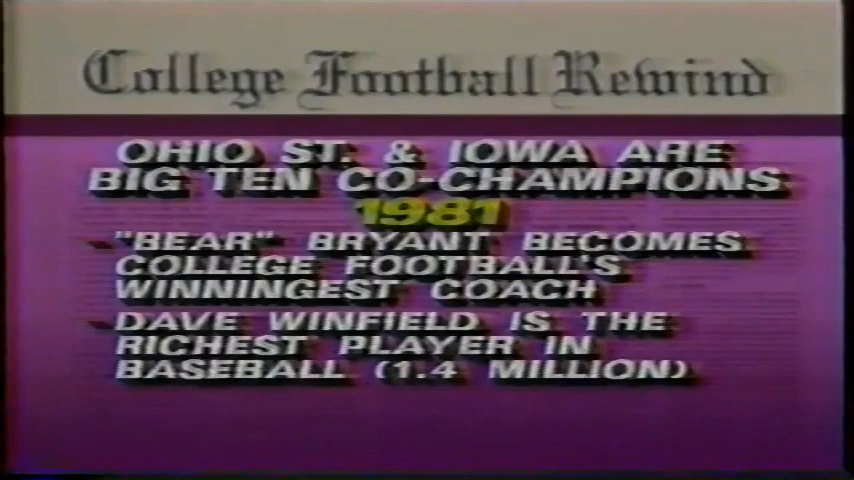 College Football Rewind
OHIO ST. & IOWA ARE
BIG TEN CO-CHAMPIONS
1981
-"BEAR" BRYANT BECOMES
COLLEGE FOOTBALL'S
WINNINGEST COACH
-DAVE WINFIELD IS THE
RICHEST PLAYER IN
BASEBALL (1.4 MILLION)